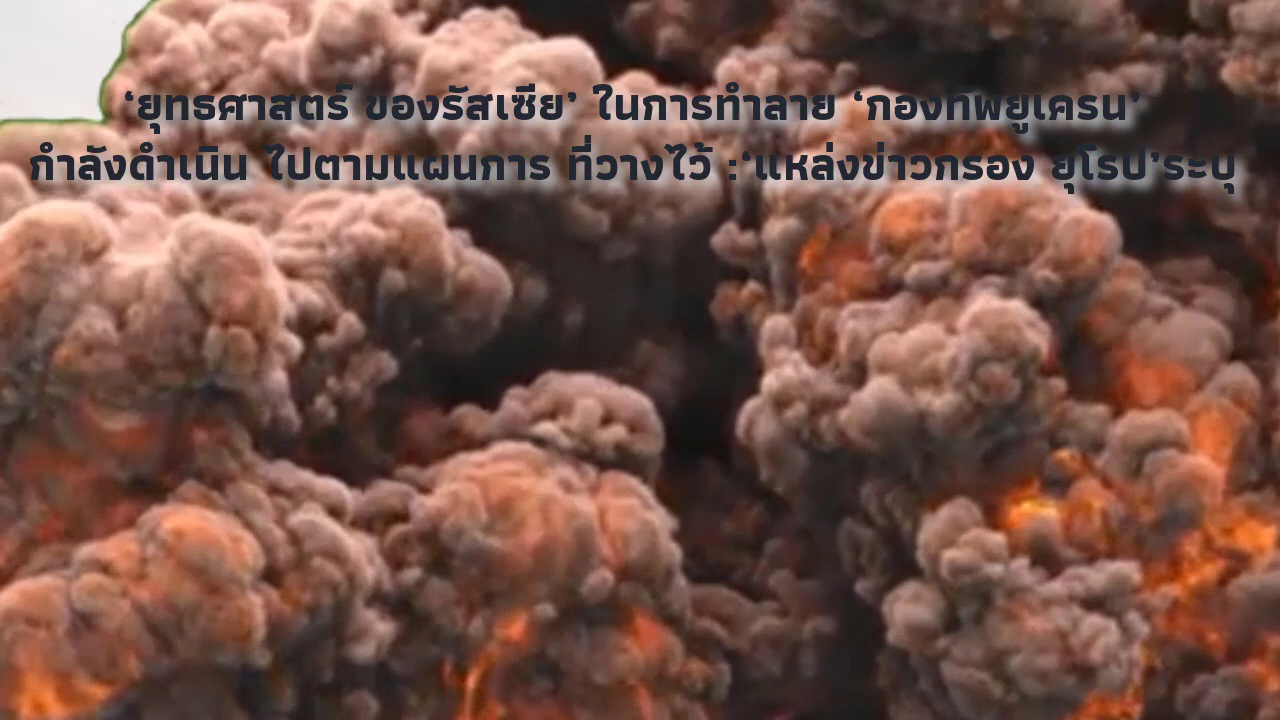 ‘ยุทธศาสตร์ ของรัสเซีย’ ในการทำลาย ‘กองทัพยูเครน’
กำลังดำเนิน ไปตามแผนการ ที่วางไว้ :‘แหล่งข่าวกรอง ยุโรป’ระบุ